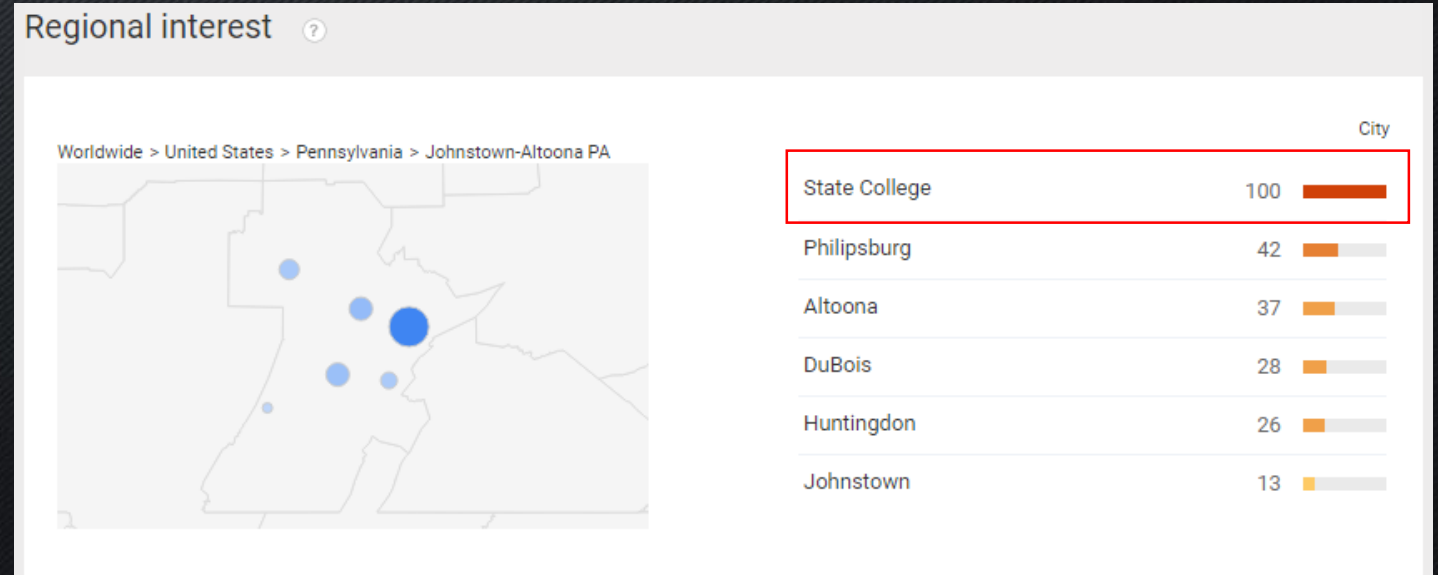 Regional interest ?
City
Worldwide > United States > Pennsylvania > Johnstown-Altoona PA
State College 100
Philipsburg 42
Altoona 37
DuBois 28
Huntingdon 26
Johnstown 13